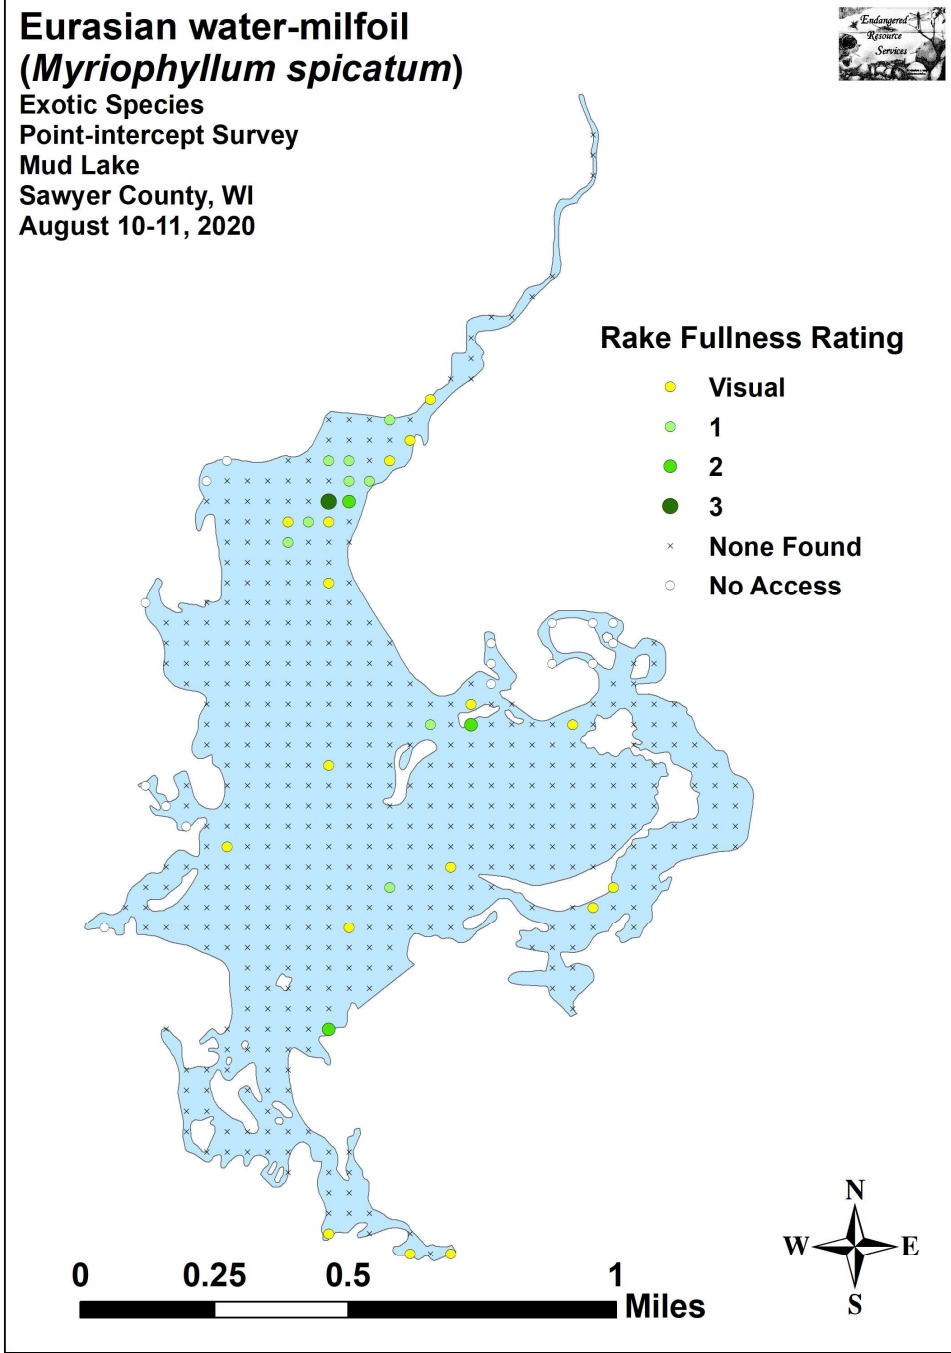 Eurasian water-milfoil
(Myriophyllum spicatum)
Exotic Species
Point-intercept Survey
Mud Lake
Sawyer County, WI
August 10-11, 2020
Endangered
Resource
Services
Rake Fullness Rating
Visual
1
2
3
None Found
No Access
N
W E
S
0 0.25 0.5 1
Miles